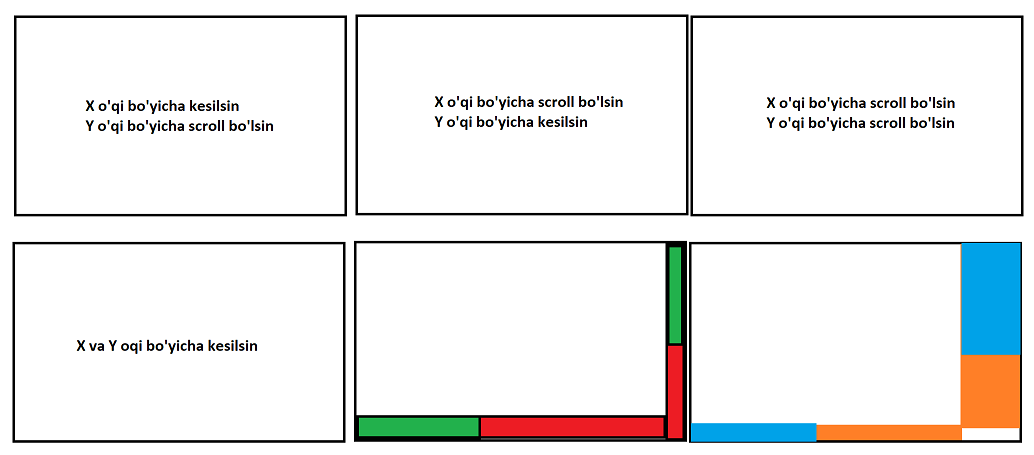 X o'qi bo'yicha kesilsin
Y o'qi bo'yicha scroll bo'lsin
X o'qi bo'yicha scroll bo'lsin
Y o'qi bo'yicha kesilsin
X o'qi bo'yicha scroll bo'lsin
Y o'qi bo'yicha scroll bo'lsin
X va Y oqi bo'yicha kesilsin